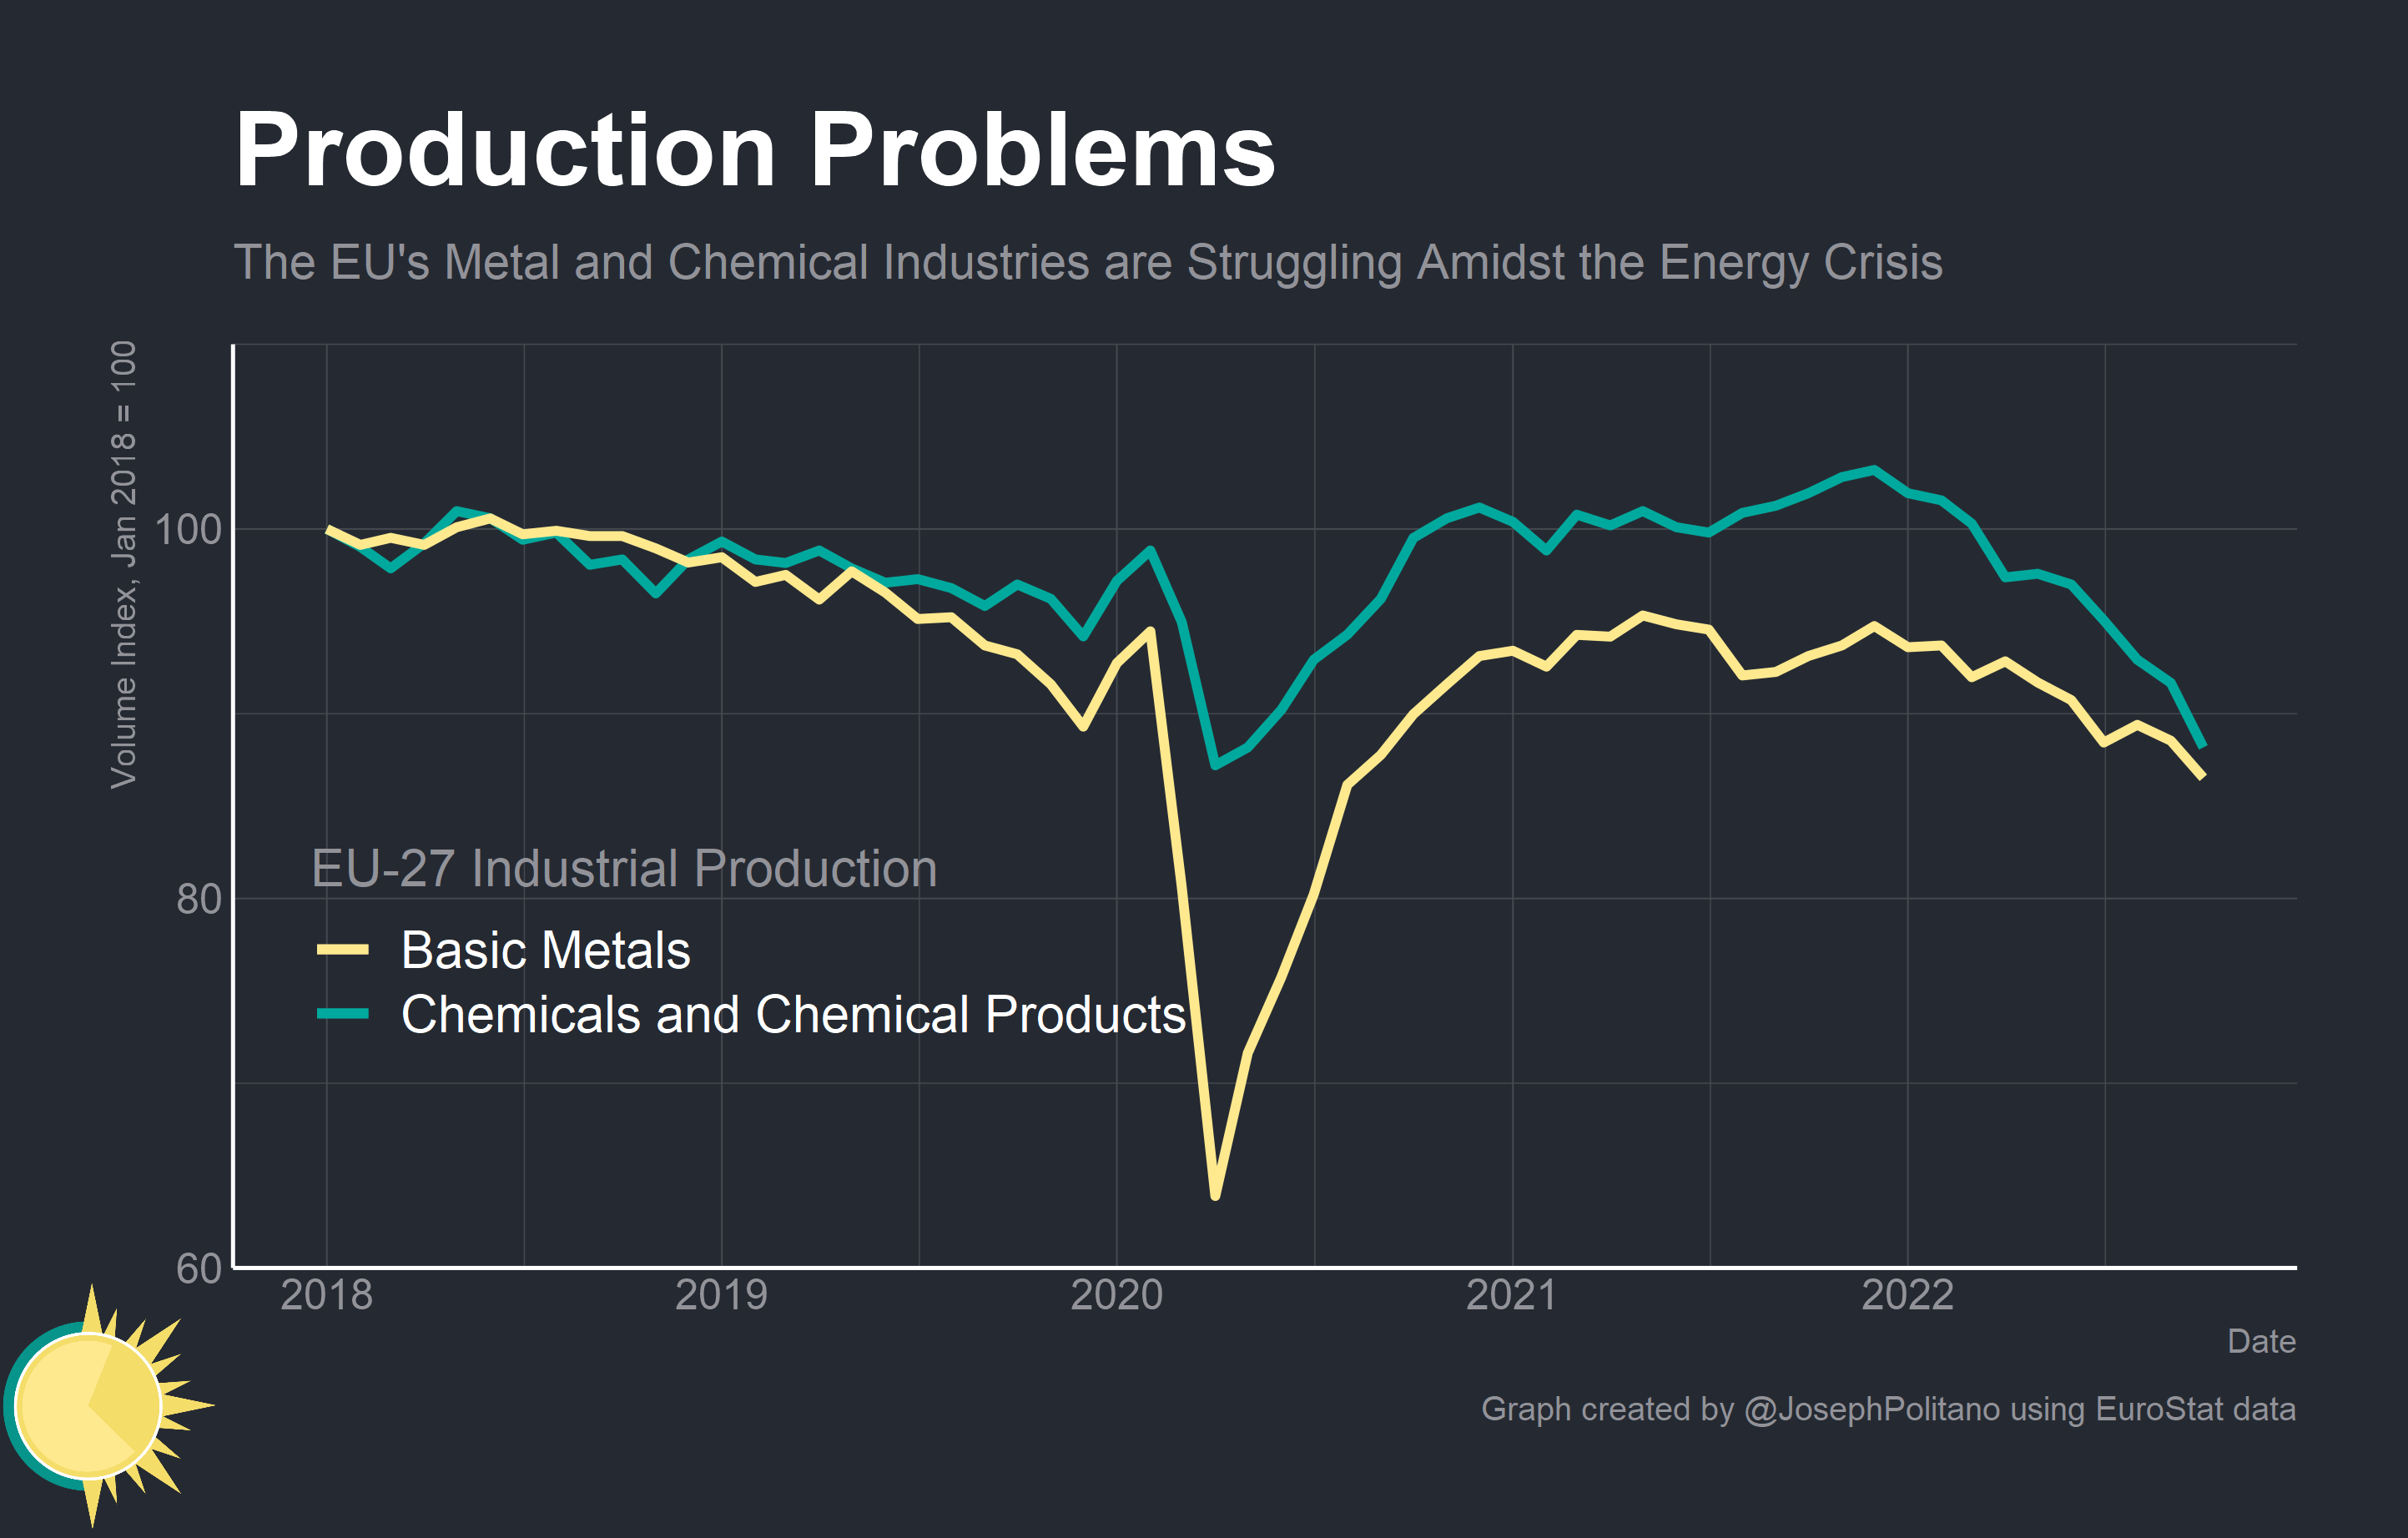 Production Problems
The EU's Metal and Chemical Industries are Struggling Amidst the Energy Crisis
Volume Index, Jan 2018 = 100
100
80
60
EU-27 Industrial Production
Basic Metals
Chemicals and Chemical Products
2018 2019 2020 2021 2022
Date
Graph created by @JosephPolitano using EuroStat data